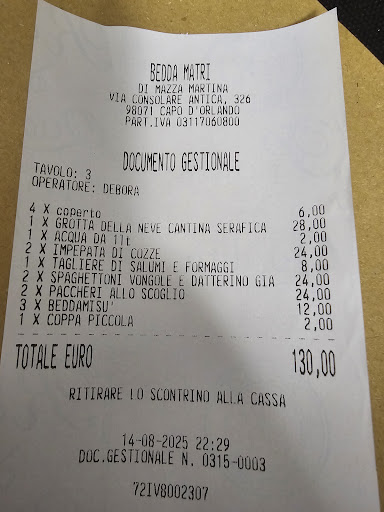 BEDDA MATRI
DI MAZZA MARTINA
VIA CONSOLARE ANTICA, 326
98071 CAPO D'ORLANDO
PART.IVA 03117060800
DOCUMENTO GESTIONALE
TAVOLO: 3
OPERATORE: DEBORA
4 X coperto 6,00
1 X GROTTA DELLA NEVE CANTINA SERAFICA 28,00
1 X ACQUA DA 1lt 2,00
2 X IMPEPATA DI COZZE 24,00
1 X TAGLIERE DI SALUMI E FORMAGGI 8,00
2 X SPAGHETTONI VONGOLE E DATTERINO GIA 24,00
2 X PACCHERI ALLO SCOGLIO 24,00
3 X BEDDAMISU' 12,00
1 X COPPA PICCOLA 2,00
TOTALE EURO 130,00
RITIRARE LO SCONTRINO ALLA CASSA
14-08-2025 22:29
DOC.GESTIONALE N. 0315-0003
72IV8002307